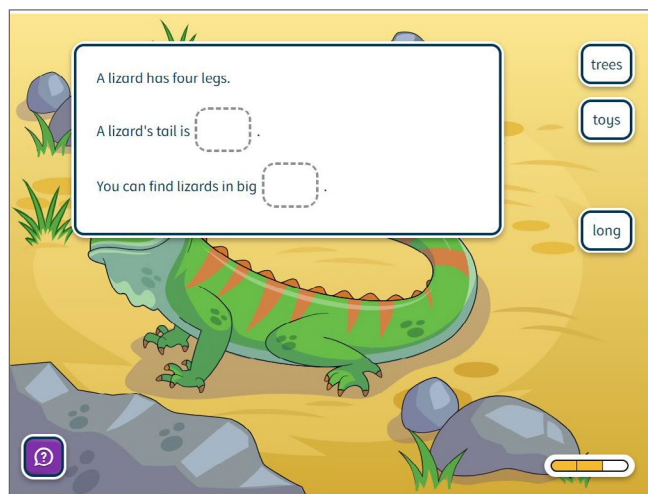 A lizard has four legs.
trees
A lizard's tail is .
toys
You can find lizards in big .
long
?